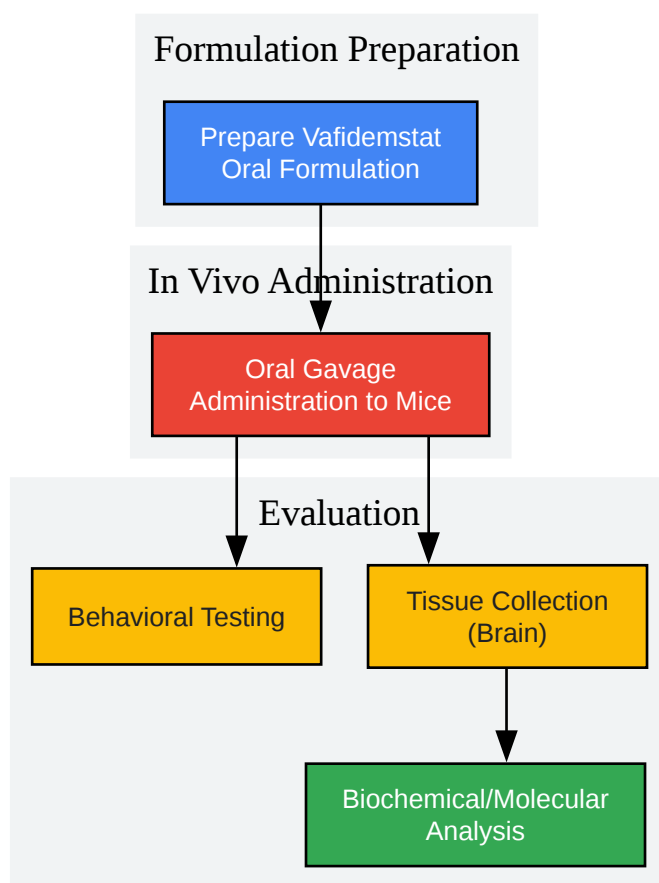 Formulation Preparation
Prepare Vafidemstat
Oral Formulation
In Vivo Administration
Oral Gavage
Administration to Mice
Evaluation
Behavioral Testing
Tissue Collection
(Brain)
Biochemical/Molecular
Analysis